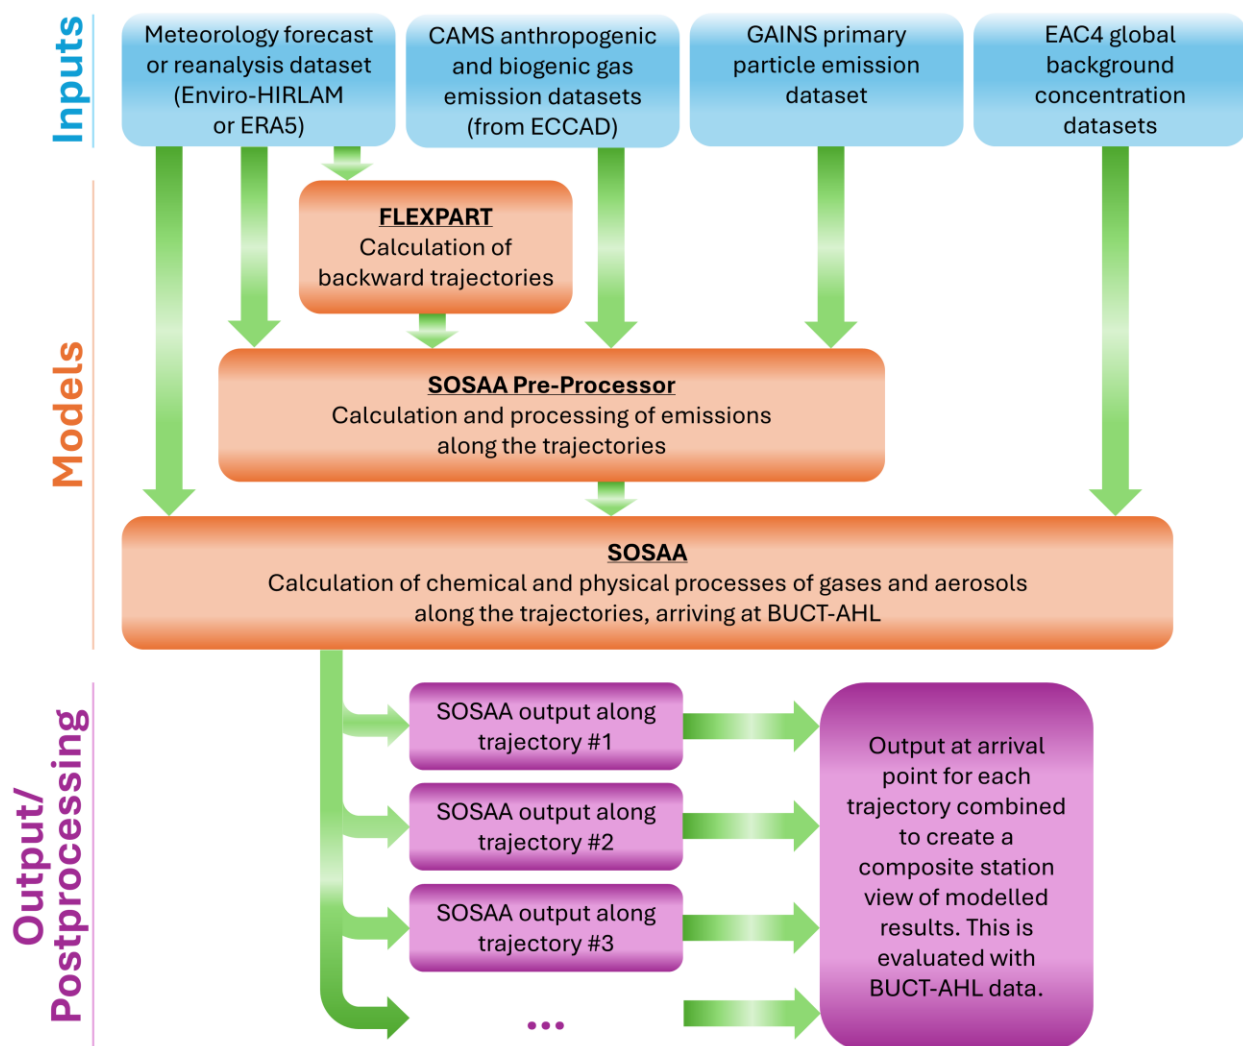 Inputs
Meteorology forecast
or reanalysis dataset
(Enviro-HIRLAM
or ERA5)
CAMS anthropogenic
and biogenic gas
emission datasets
(from ECCAD)
GAINS primary
particle emission
dataset
EAC4 global
background
concentration
datasets
Models
FLEXPART
Calculation of
backward trajectories
SOSAA Pre-Processor
Calculation and processing of emissions
along the trajectories
SOSAA
Calculation of chemical and physical processes of gases and aerosols
along the trajectories, arriving at BUCT-AHL
Output/
Postprocessing
SOSAA output along
trajectory #1
SOSAA output along
trajectory #2
SOSAA output along
trajectory #3
...
Output at arrival
point for each
trajectory combined
to create a
composite station
view of modelled
results. This is
evaluated with
BUCT-AHL data.